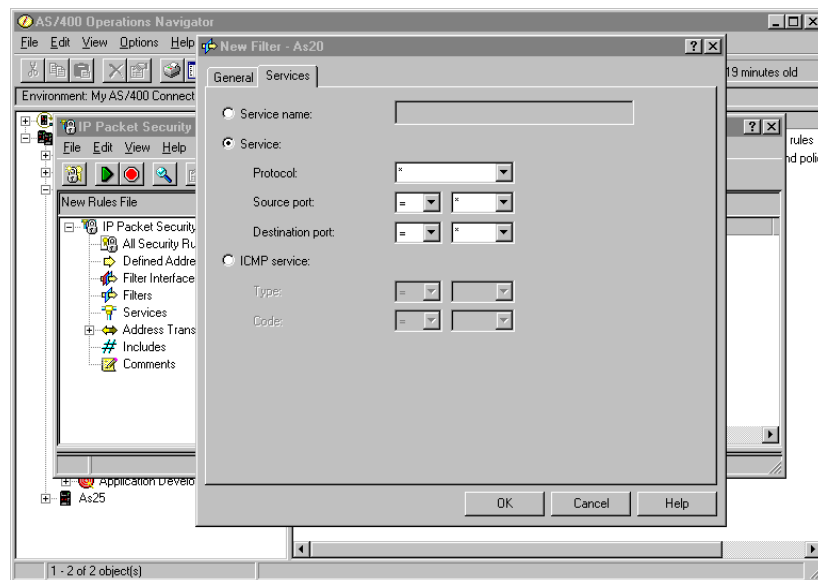 AS/400 Operations Navigator
File Edit View Options Help
19 minutes old
Environment: My AS/400 Connect
New Filter - As20
General Services
Service name:
Service:
Protocol: *
Source port: = *
Destination port: = *
ICMP service:
Type: =
Code: =
OK Cancel Help
IP Packet Security
File Edit View Help
New Rules File
IP Packet Security
All Security Ru
Defined Addre
Filter Interface
Filters
Services
Address Trans
Includes
Comments
rules
nd poli
Application Develo
As25
1 - 2 of 2 object(s)